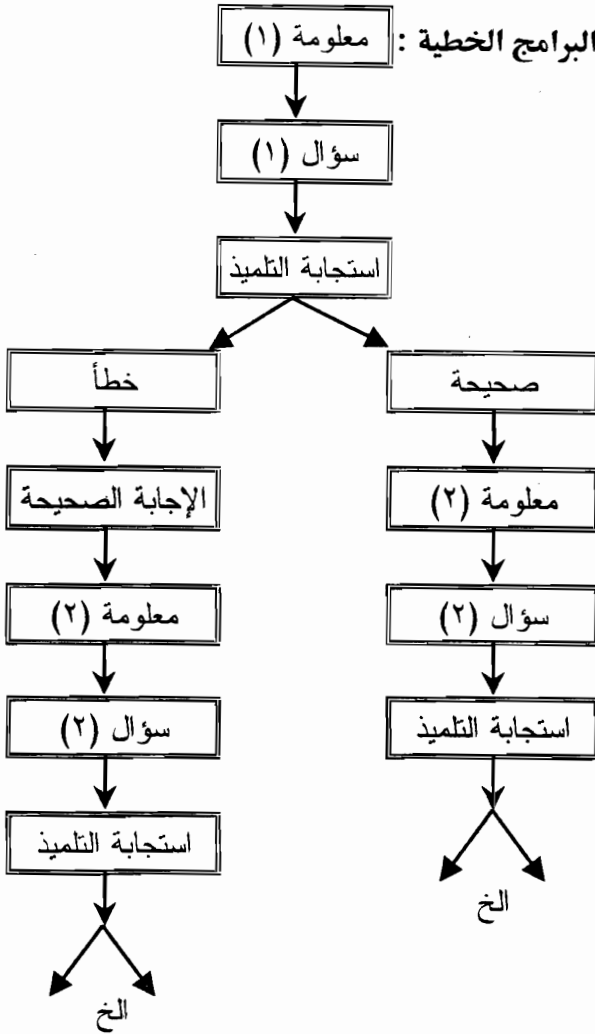 البرامج الخطية :
معلومة (١)
سؤال (١)
استجابة التلميذ
صحيحة
خطأ
معلومة (٢)
الإجابة الصحيحة
سؤال (٢)
معلومة (٢)
استجابة التلميذ
سؤال (٢)
الخ
استجابة التلميذ
الخ